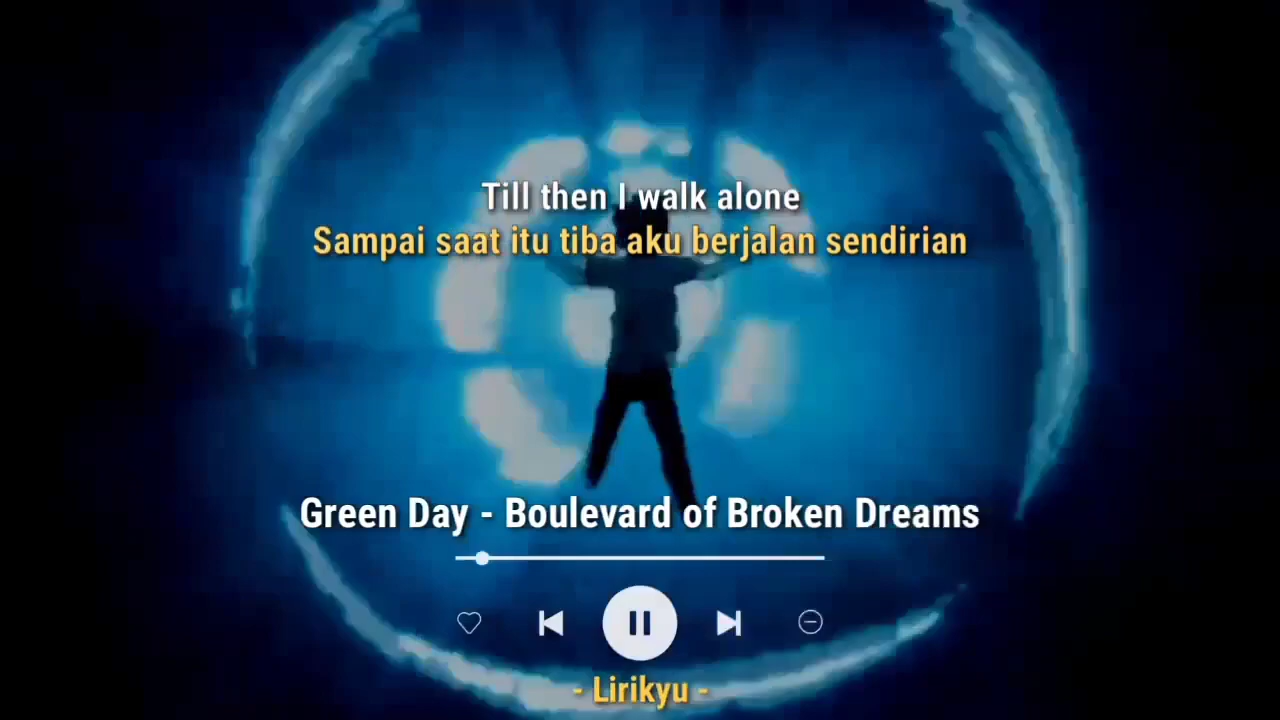 Till then I walk alone
Sampai saat itu tiba aku berjalan sendirian
Green Day - Boulevard of Broken Dreams
- Lirikyu -